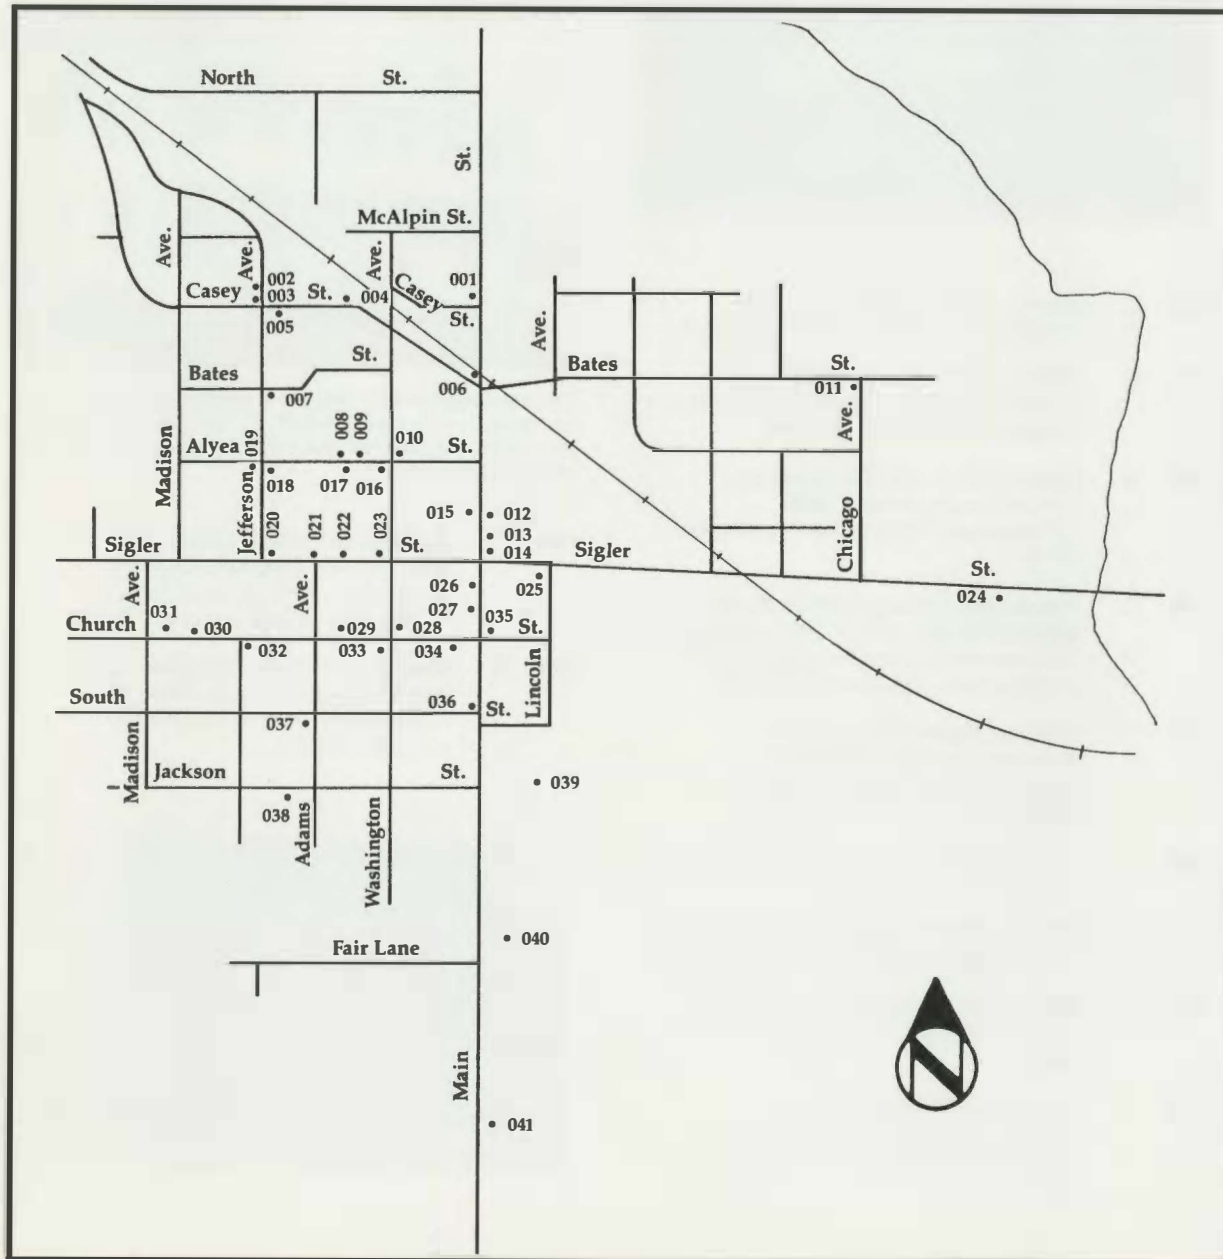 North St.
St.
McAlpin St.
Ave.
Ave.
Ave.
002
Casey
001
Casey 003 St. 004
005
St.
Ave.
St.
Bates St.
Bates
006
011
007
008
009
010
Ave.
Madison
Alyea
019
St.
018
017
016
Jefferson
020
021
022
023
015
012
013
014
Chicago
Sigler St. Sigler
St.
Ave.
Ave.
026
025
024
031
027
035
Church
030
029
028
St.
032
033
034
Lincoln
South
036
St.
037
Madison
Jackson St.
039
038
Adams
Washington
040
Fair Lane
Main
041
N